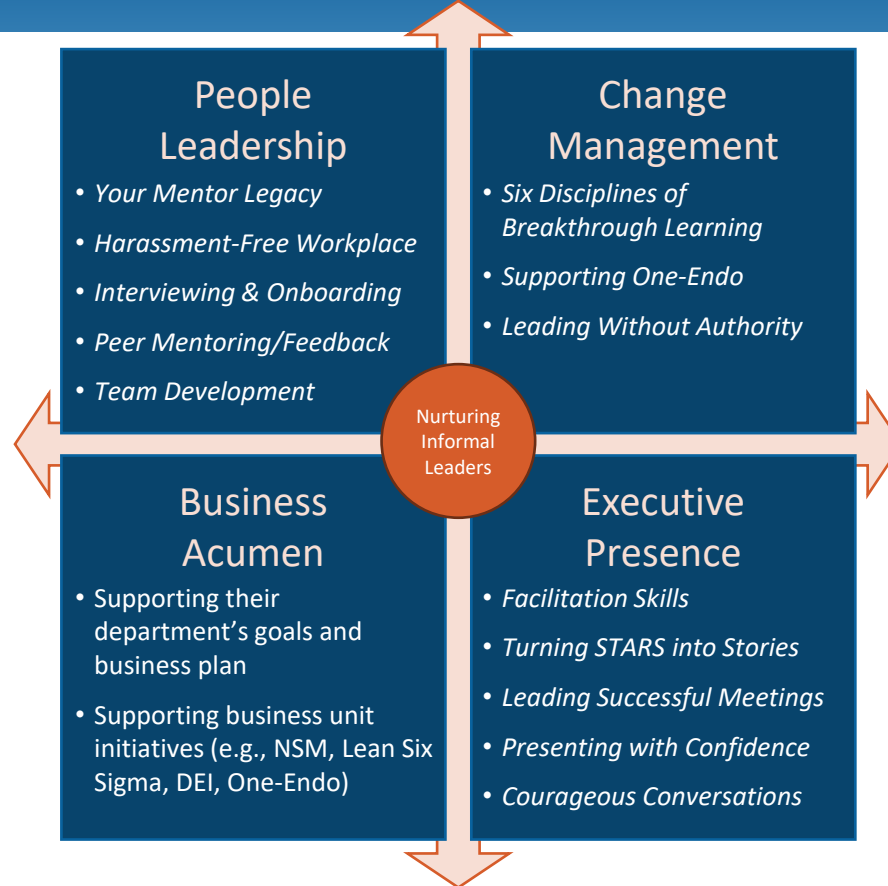 People
Leadership
• Your Mentor Legacy
• Harassment-Free Workplace
• Interviewing & Onboarding
• Peer Mentoring/Feedback
• Team Development
Change
Management
• Six Disciplines of
Breakthrough Learning
• Supporting One-Endo
• Leading Without Authority
Nurturing
Informal
Leaders
Business
Acumen
• Supporting their
department’s goals and
business plan
• Supporting business unit
initiatives (e.g., NSM, Lean Six
Sigma, DEI, One-Endo)
Executive
Presence
• Facilitation Skills
• Turning STARS into Stories
• Leading Successful Meetings
• Presenting with Confidence
• Courageous Conversations